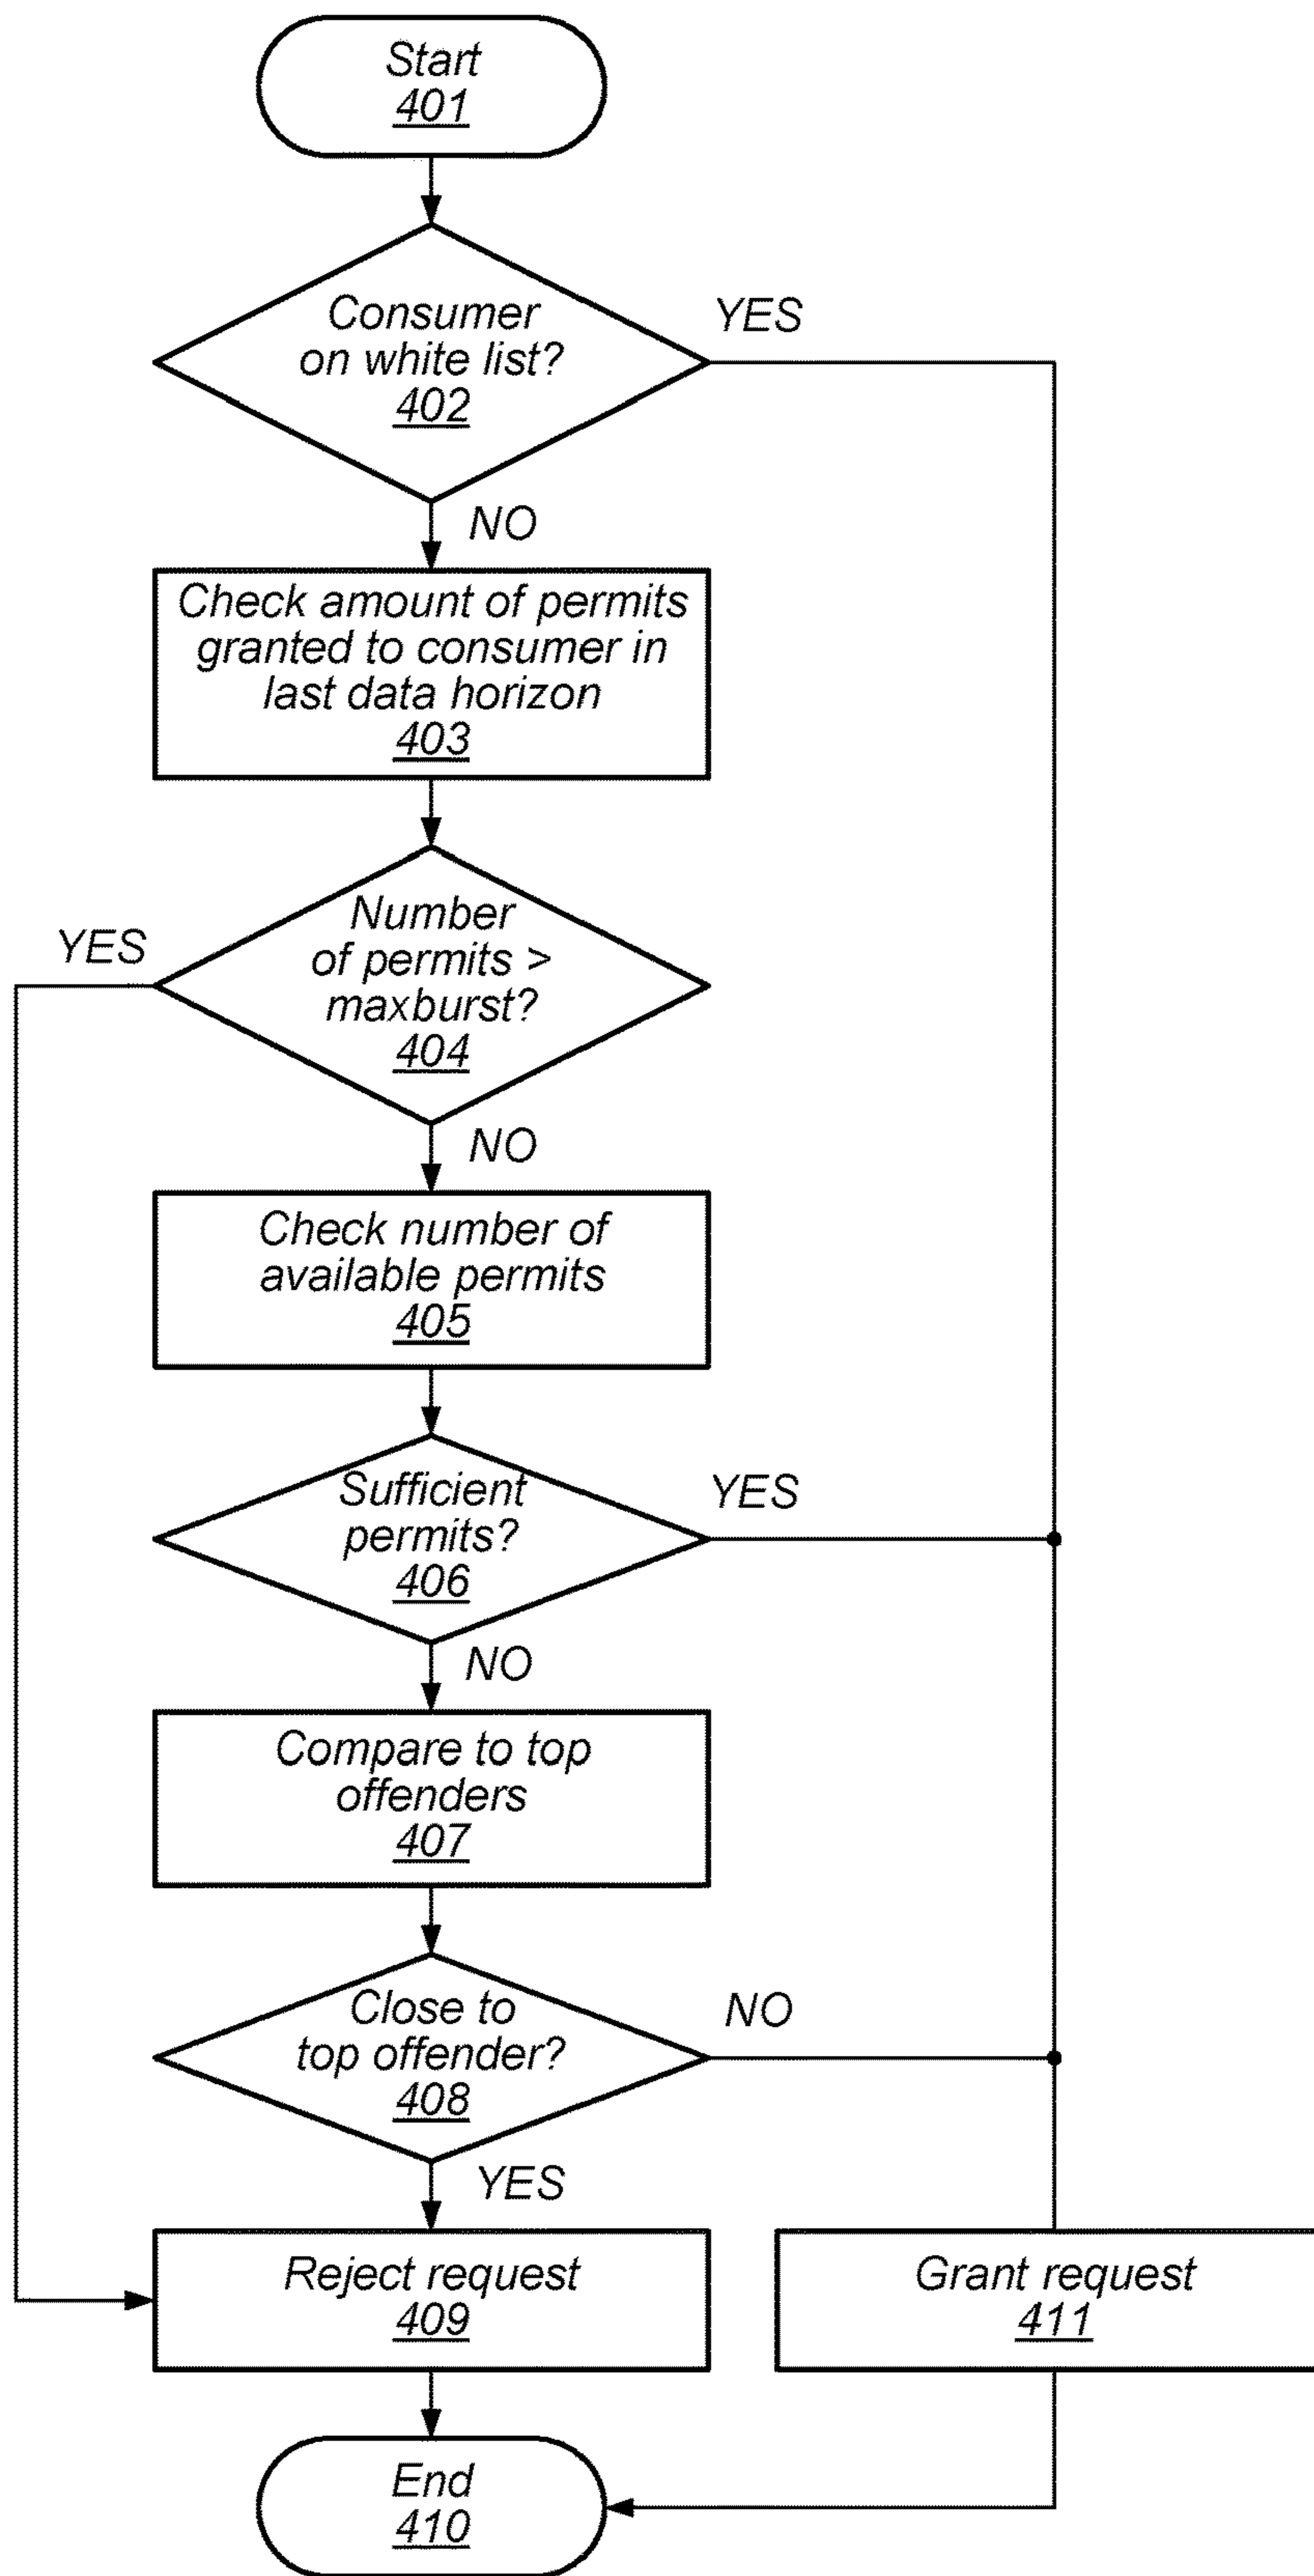 Start
401
Consumer
on white list?
402
YES
NO
Check amount of permits
granted to consumer in
last data horizon
403
Number
of permits >
maxburst?
404
YES
NO
Check number of
available permits
405
Sufficient
permits?
406
YES
NO
Compare to top
offenders
407
Close to
top offender?
408
NO
YES
Reject request
409
Grant request
411
End
410